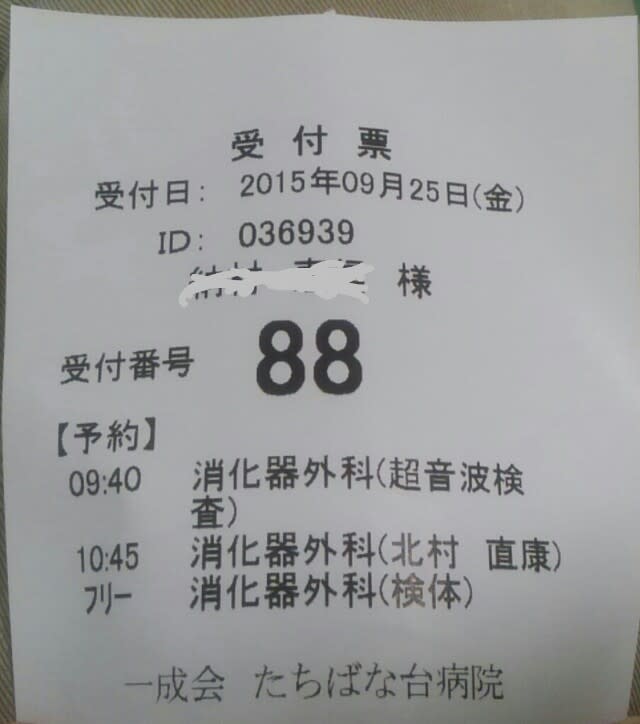 受付票
受付日： 2015年09月25日(金)
ID： 036939
様
受付番号 88
【予約】
09:40 消化器外科(超音波検
査)
10:45 消化器外科(北村 直康)
フリー 消化器外科(検体)
一成会 たちばな台病院